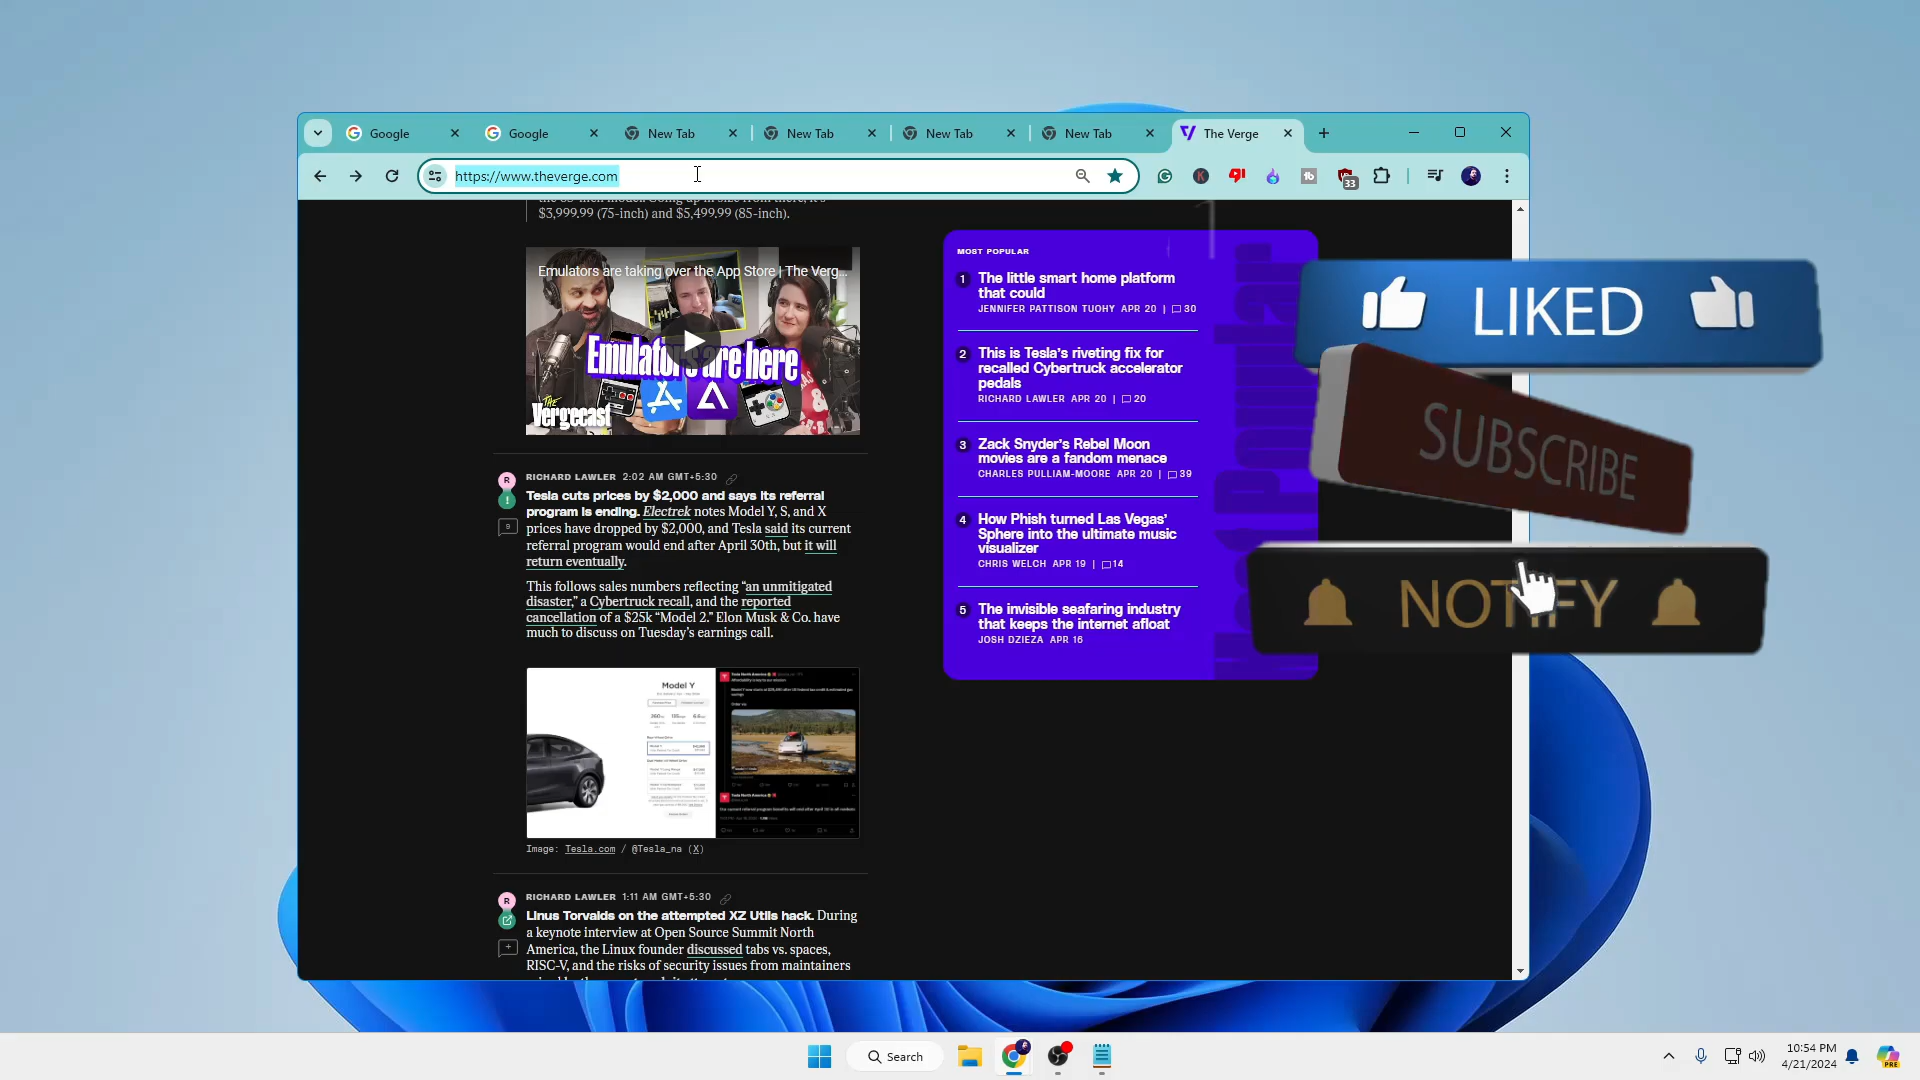 Google
Google
New Tab
New Tab
New Tab
New Tab
The Verge
https://www.theverge.com
33
$3,999.99 (75-inch) and $5,499.99 (85-inch).
Emulators are taking over the App Store | The Verg...
Emulators are here
THE
Vergecast
RICHARD LAWLER 2:02 AM GMT+5:30
Tesla cuts prices by $2,000 and says its referral
program is ending. Electrek notes Model Y, S, and X
prices have dropped by $2,000, and Tesla said its current
referral program would end after April 30th, but it will
return eventually.
This follows sales numbers reflecting “an unmitigated
disaster,” a Cybertruck recall, and the reported
cancellation of a $25k “Model 2.” Elon Musk & Co. have
much to discuss on Tuesday’s earnings call.
R
9
Model Y
Image: Tesla.com / @Tesla_na (X)
RICHARD LAWLER 1:11 AM GMT+5:30
R
Linus Torvalds on the attempted XZ Utils hack. During
a keynote interview at Open Source Summit North
America, the Linux founder discussed tabs vs. spaces,
RISC-V, and the risks of security issues from maintainers
MOST POPULAR
1 The little smart home platform
that could
JENNIFER PATTISON TUOHY APR 20 | 30
2 This is Tesla’s riveting fix for
recalled Cybertruck accelerator
pedals
RICHARD LAWLER APR 20 | 20
3 Zack Snyder’s Rebel Moon
movies are a fandom menace
CHARLES PULLIAM-MOORE APR 20 | 39
4 How Phish turned Las Vegas’
Sphere into the ultimate music
visualizer
CHRIS WELCH APR 19 | 14
5 The invisible seafaring industry
that keeps the internet afloat
JOSH DZIEZA APR 16
Most Popular
LIKED
SUBSCRIBE
NOTIFY
Search
10:54 PM
4/21/2024
PRE